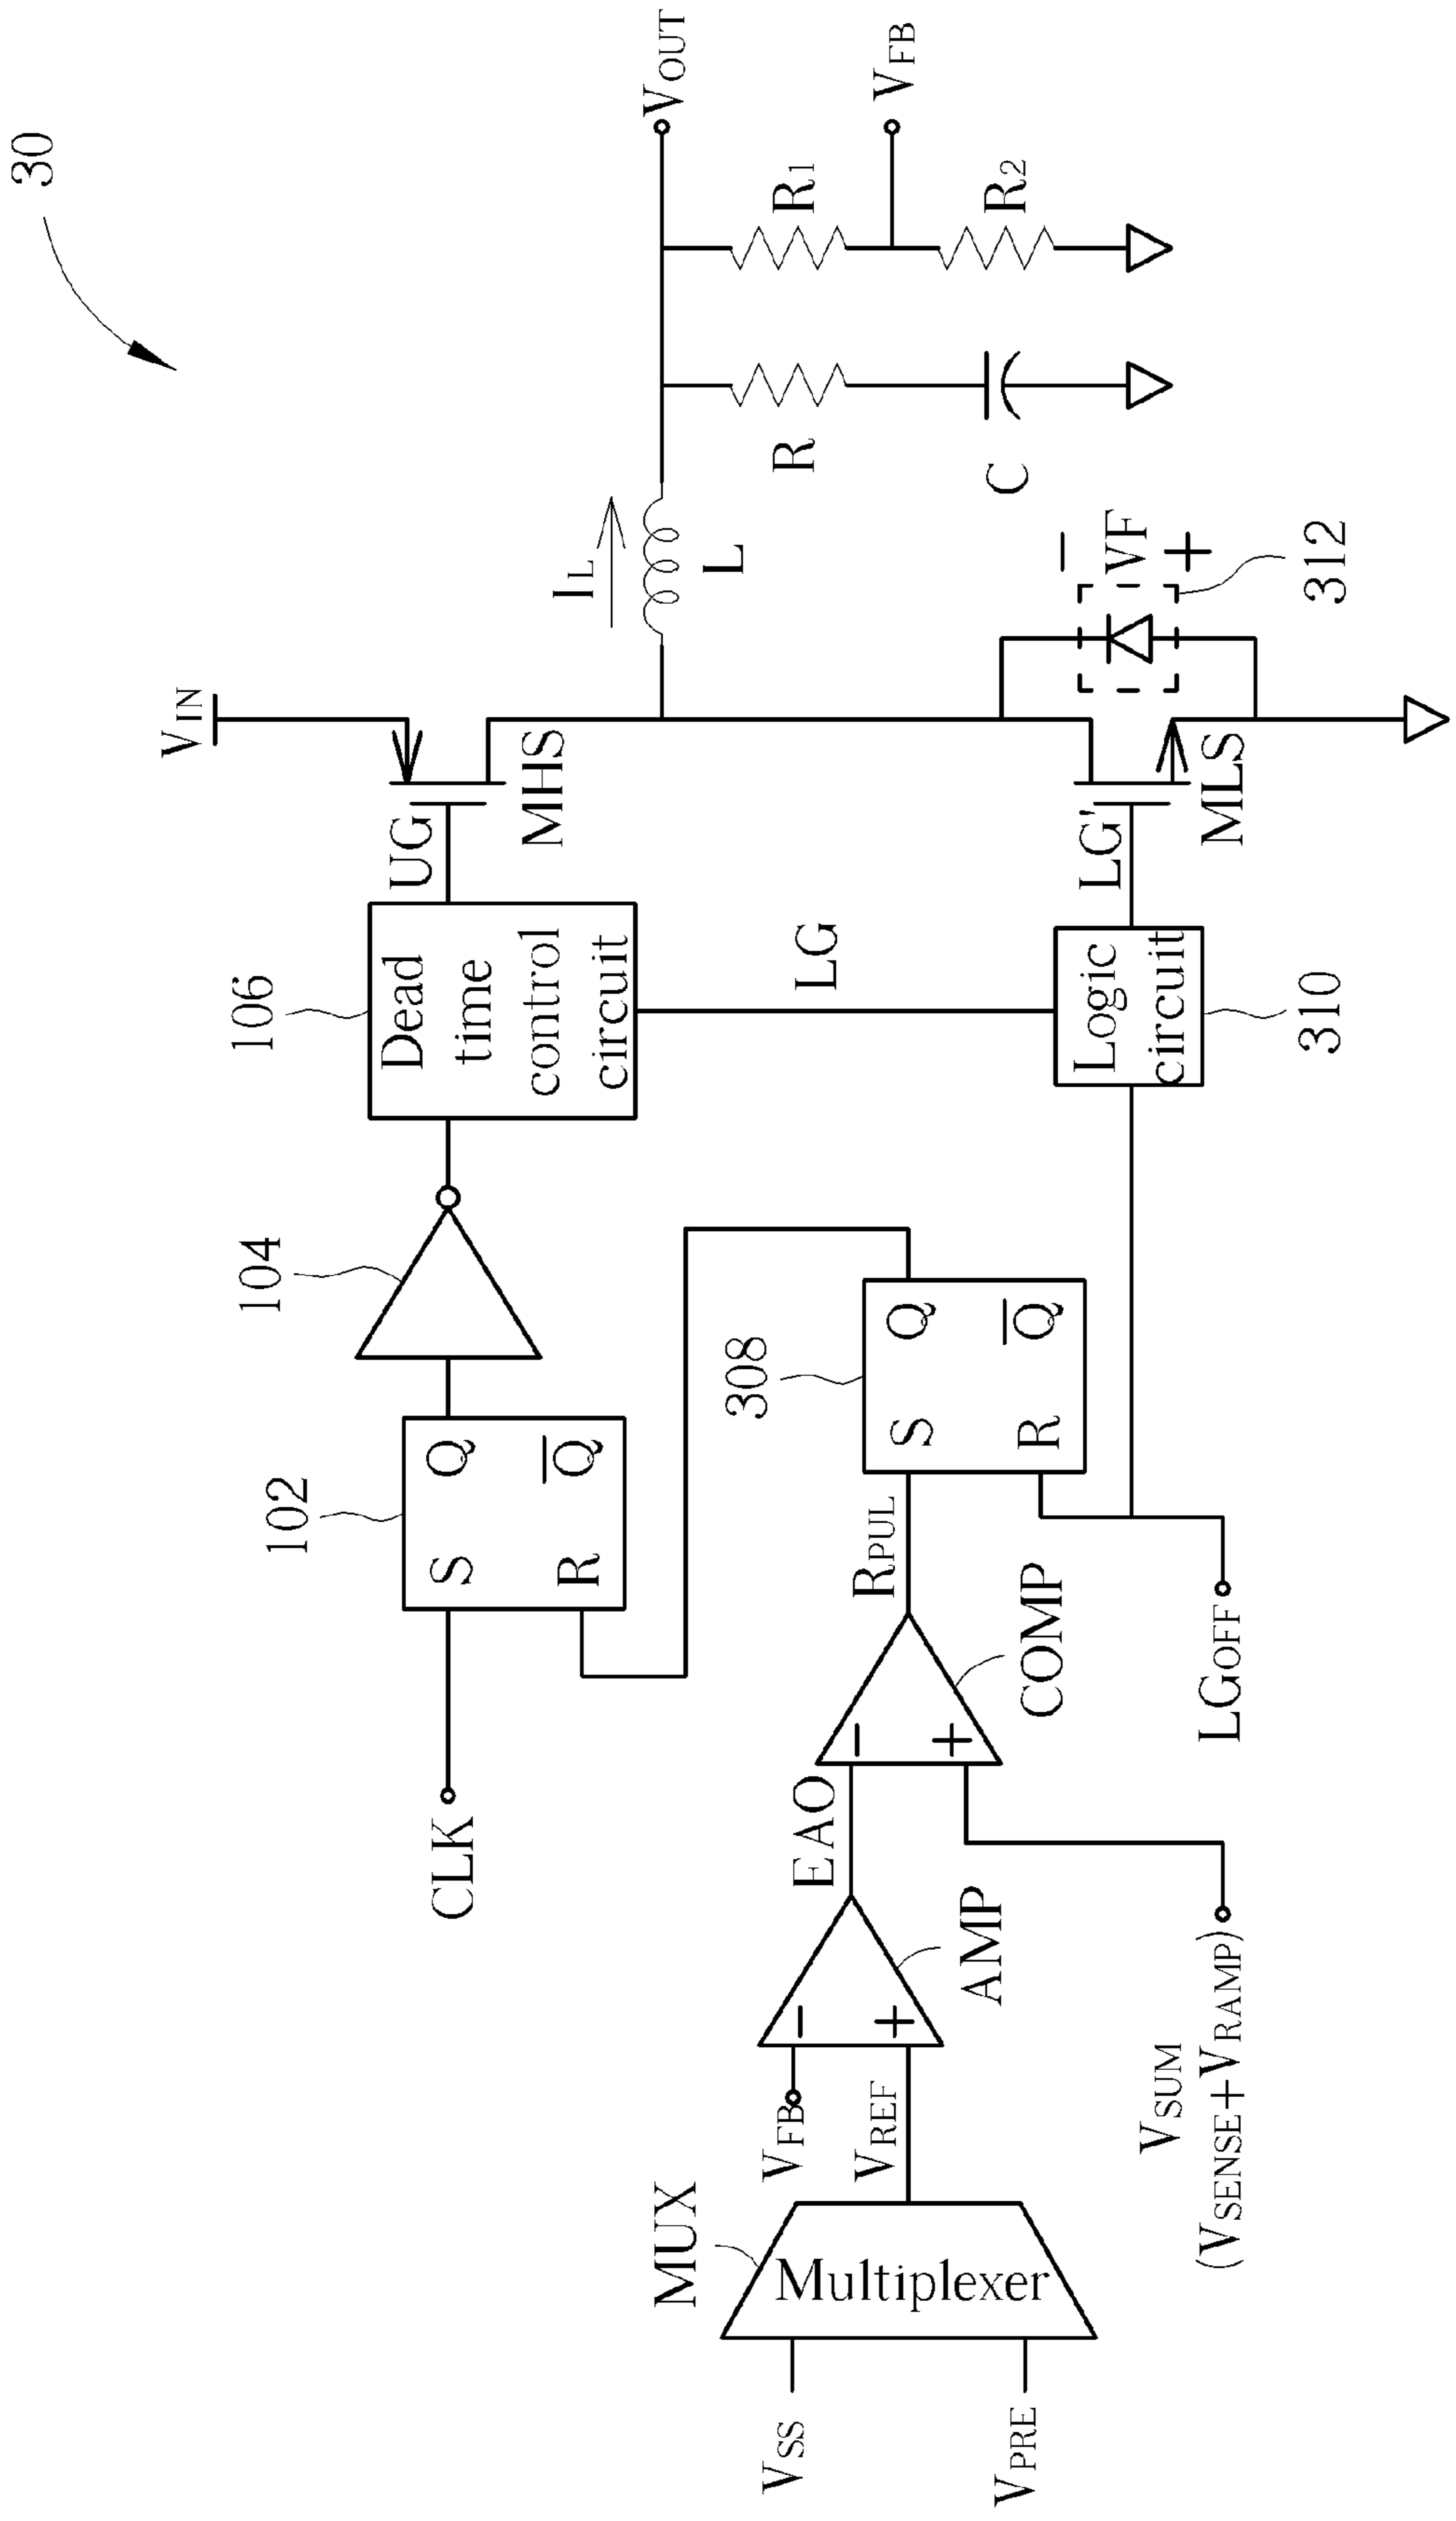 30
VIN
106
104
102
Dead
time
control
circuit
UG
MHS
IL
L
VOUT
R
C
R1
R2
VFB
CLK
S
Q
R
Q̅
LG
308
S
Q
R
Q̅
Logic
circuit
310
LG'
MLS
VF
−
+
312
MUX
Multiplexer
VSS
VPRE
VFB
VREF
−
+
AMP
EAO
−
+
COMP
RPUL
LGOFF
VSUM
(VSENSE+VRAMP)